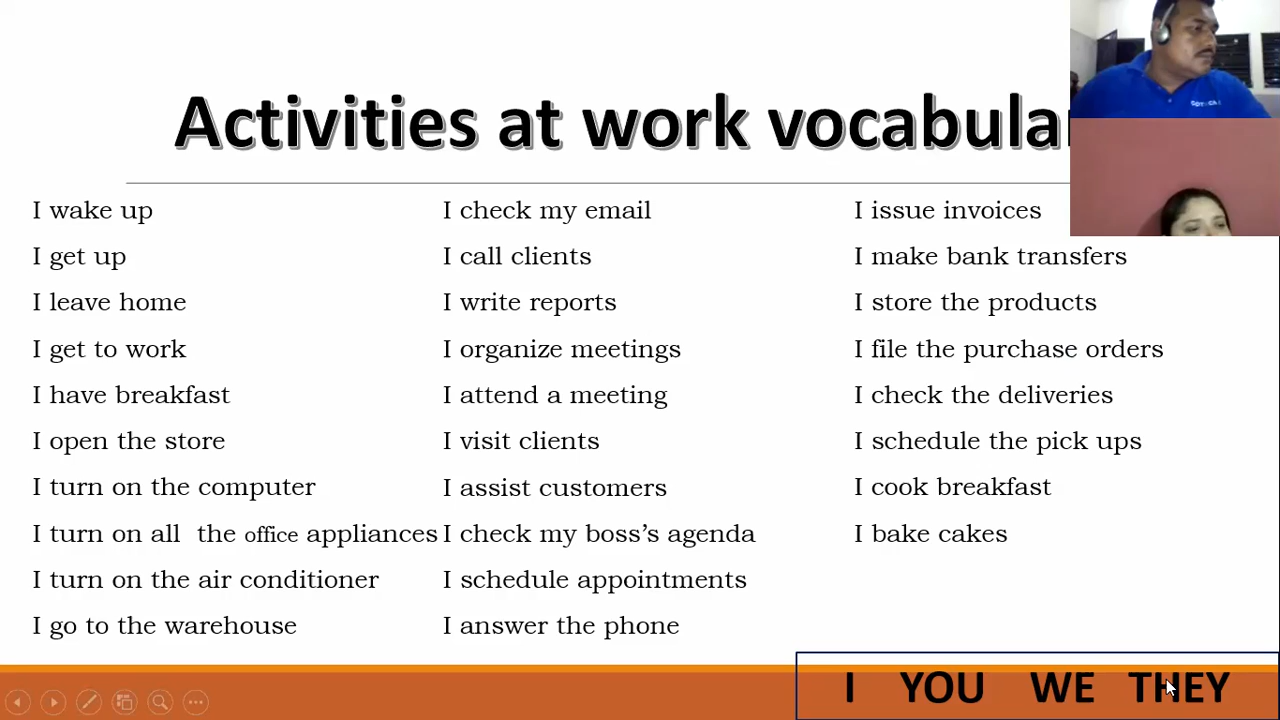 Activities at work
I wake up
I get up
I leave home
I get to work
I have breakfast
I open the store
I turn on the computer
I turn on all the office appliances
I turn on the air conditioner
I go to the warehouse
I check my email
I call clients
I write reports
I organize meetings
I attend a meeting
I visit clients
I assist customers
I check my boss's agenda
I schedule appointments
I answer the phone
I issue invoices
I make bank transfers
I store the products
I file the purchase orders
I check the deliveries
I schedule the pick ups
I cook breakfast
I bake cakes
I YOU WE THEY